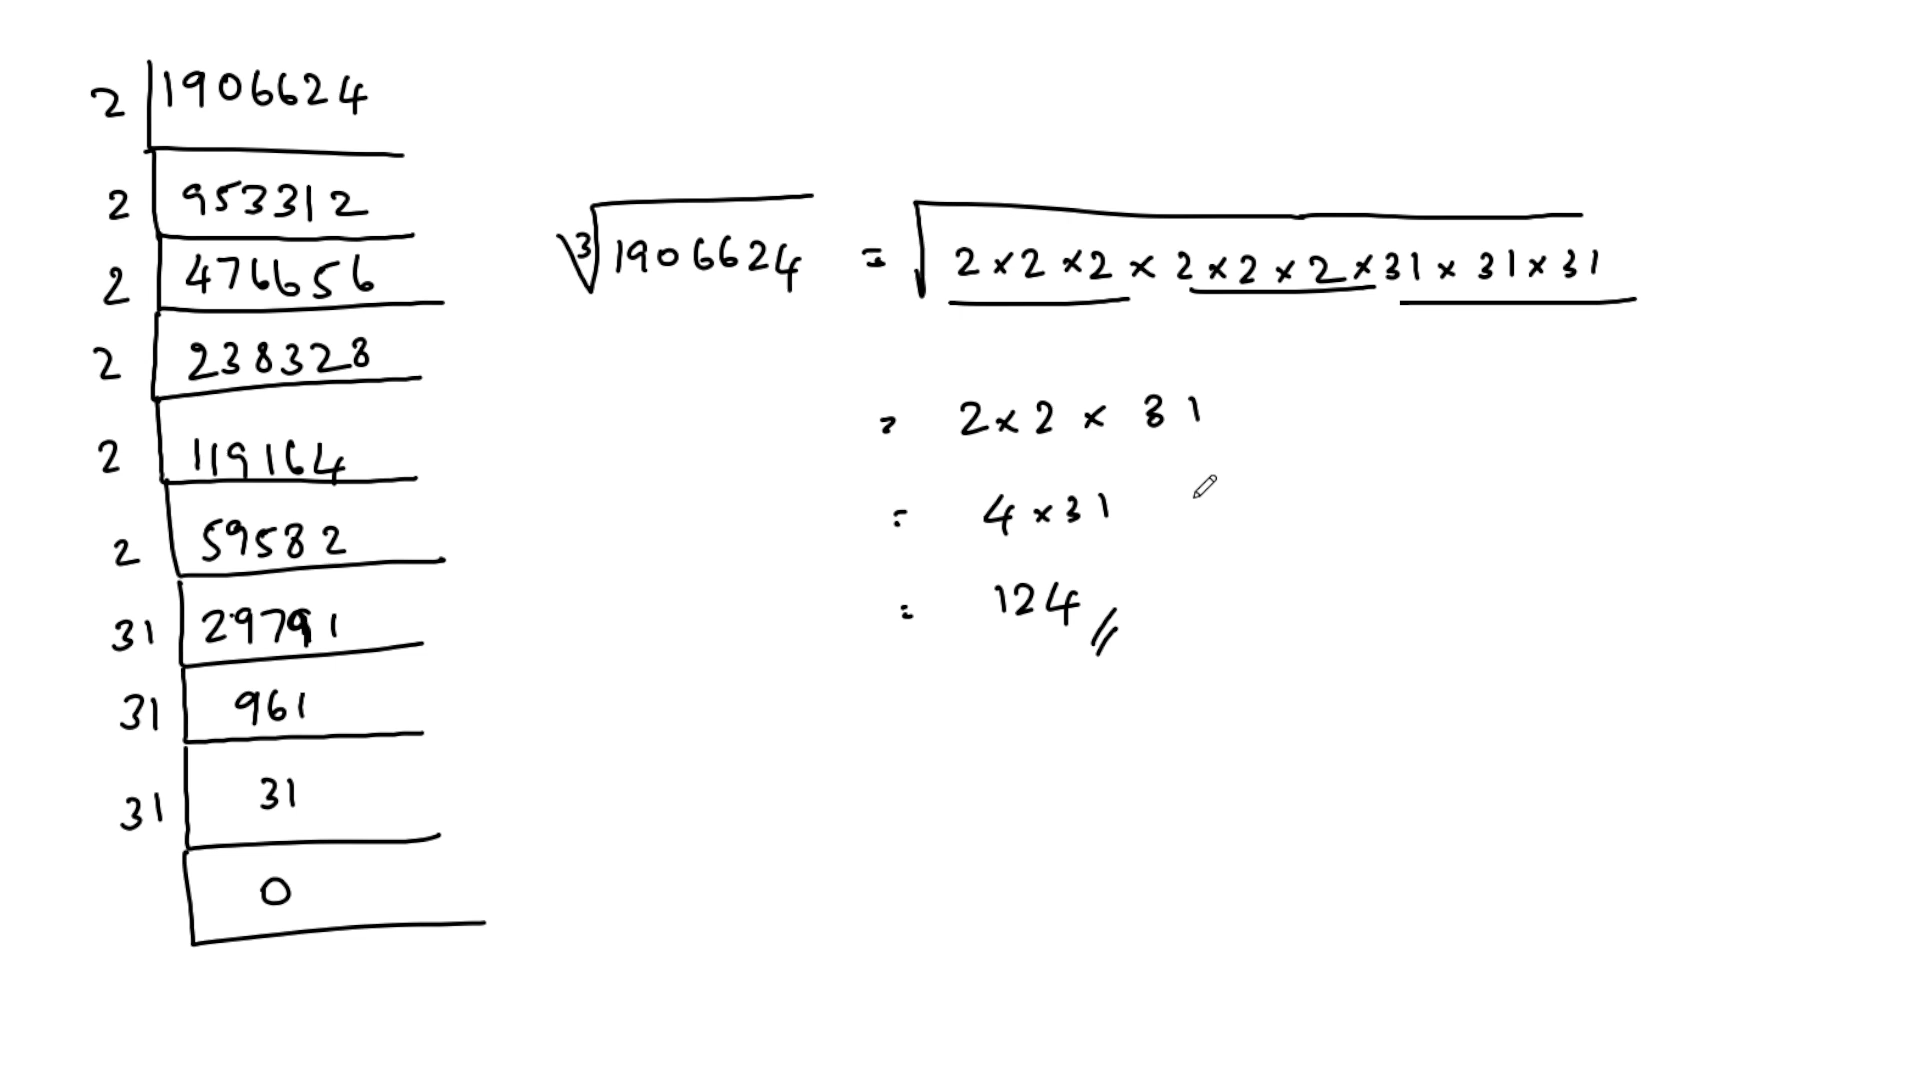 2 | 1906624
2 | 953312
2 | 476656
2 | 238328
2 | 119164
2 | 59582
31 | 29791
31 | 961
31 | 31
0
∛1906624 = √2×2×2×2×2×2×31×31×31
= 2×2×31
= 4×31
= 124 //